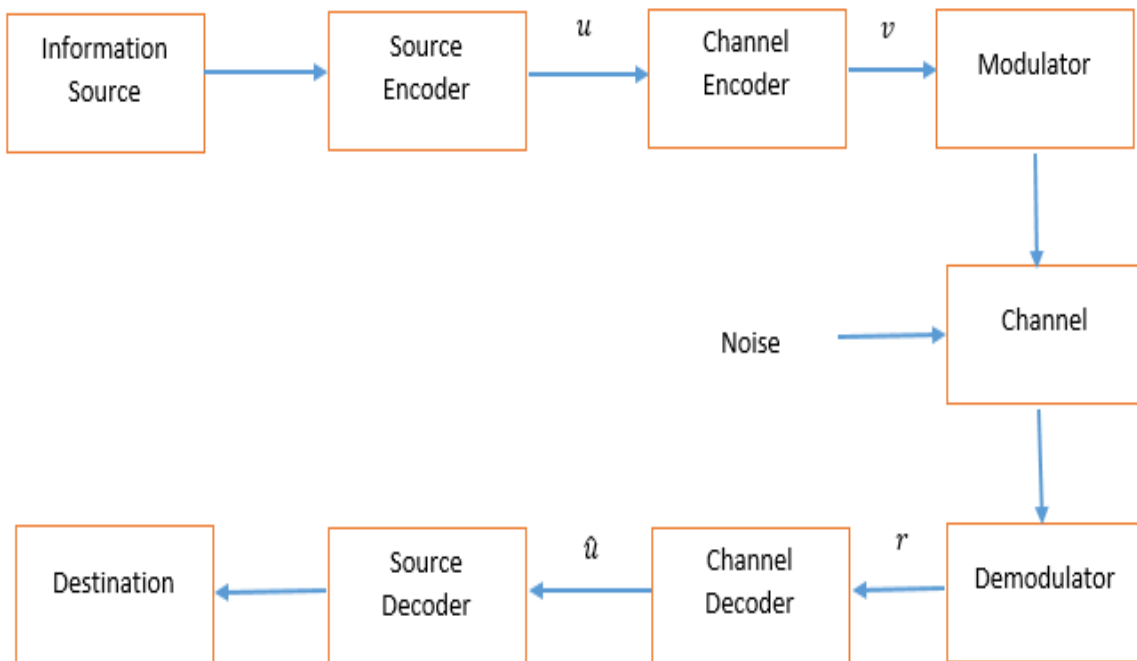 Information
Source
Source
Encoder
u
Channel
Encoder
v
Modulator
Noise
Channel
Demodulator
r
Channel
Decoder
û
Source
Decoder
Destination